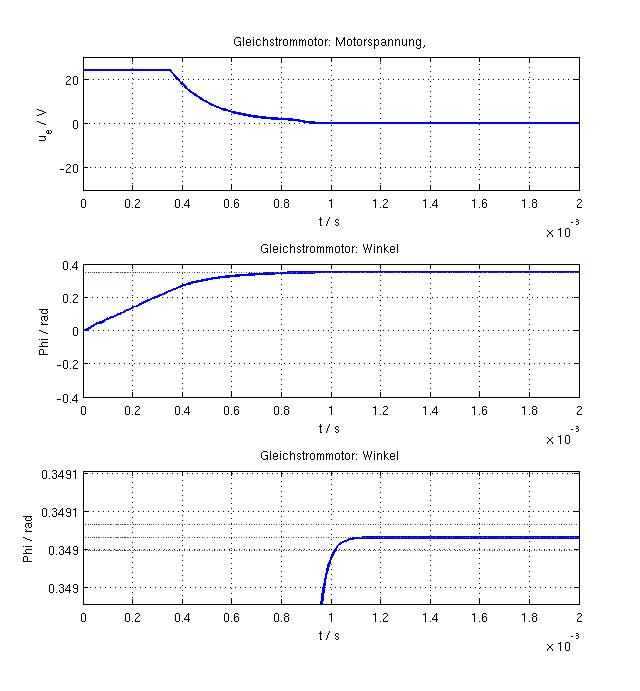 Gleichstrommotor: Motorspannung,
20
0
-20
u_e / V
0 0.2 0.4 0.6 0.8 1 1.2 1.4 1.6 1.8 2
t / s
x 10^-3
Gleichstrommotor: Winkel
0.4
0.2
0
-0.2
-0.4
Phi / rad
0 0.2 0.4 0.6 0.8 1 1.2 1.4 1.6 1.8 2
t / s
x 10^-3
Gleichstrommotor: Winkel
0.3491
0.3491
0.349
0.349
Phi / rad
0 0.2 0.4 0.6 0.8 1 1.2 1.4 1.6 1.8 2
t / s
x 10^-3